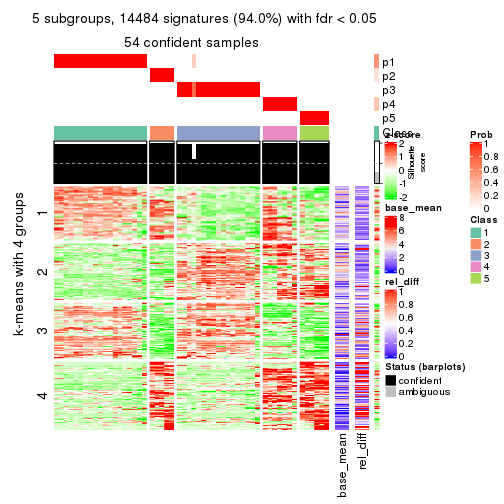 5 subgroups, 14484 signatures (94.0%) with fdr < 0.05
54 confident samples
p1
p2
p3
p4
p5
Class
Silhouette
score
k-means with 4 groups
1
2
3
4
base_mean
rel_diff
z-score
2
1
0
-1
-2
base_mean
8
6
4
2
0
rel_diff
1
0.8
0.6
0.4
0.2
0
Status (barplots)
confident
ambiguous
Prob
1
0.8
0.6
0.4
0.2
0
Class
1
2
3
4
5